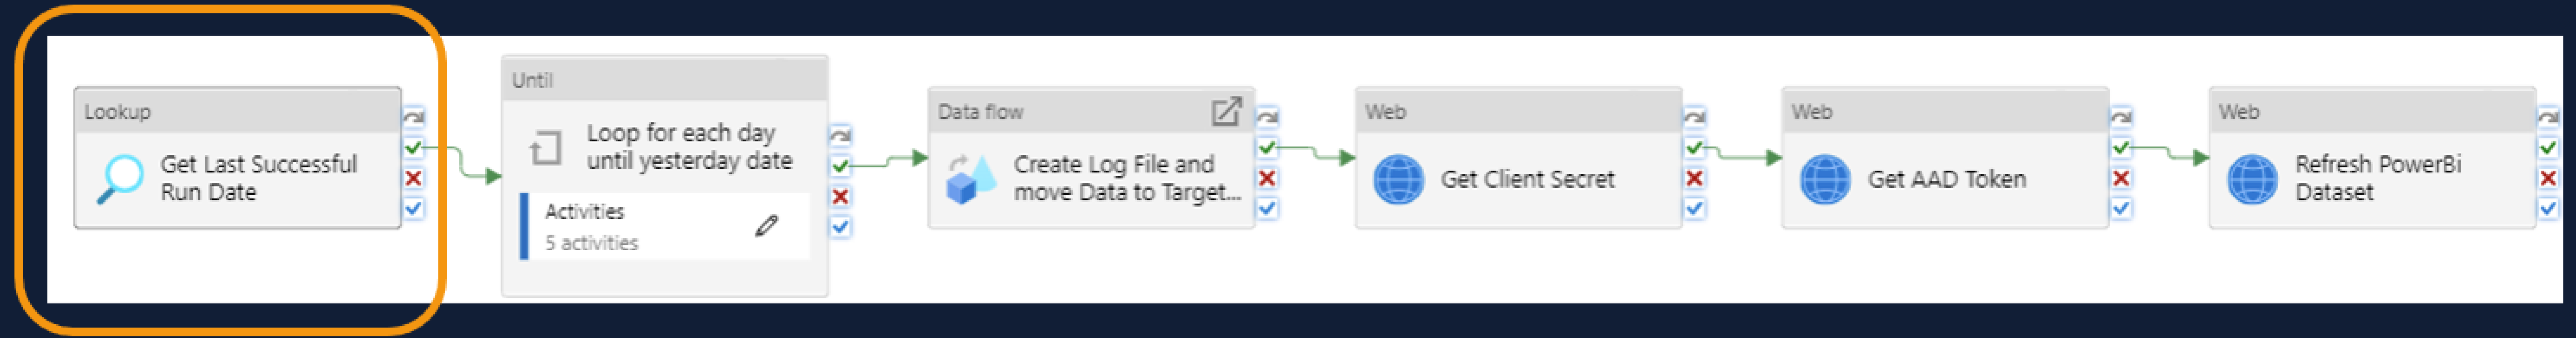 Lookup
Get Last Successful
Run Date
Until
Loop for each day
until yesterday date
Activities
5 activities
Data flow
Create Log File and
move Data to Target...
Web
Get Client Secret
Web
Get AAD Token
Web
Refresh PowerBi
Dataset